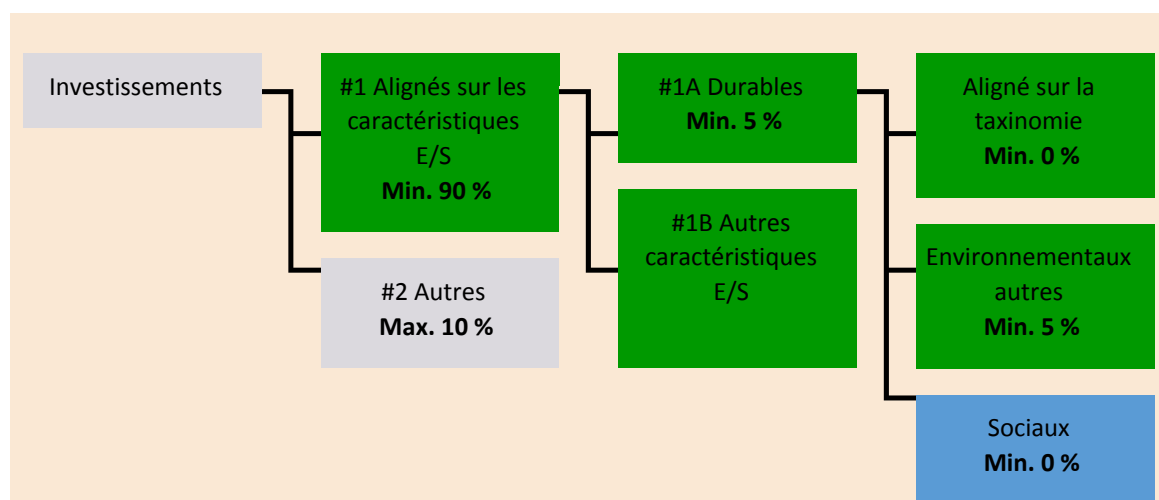 Investissements
#1 Alignés sur les
caractéristiques
E/S
Min. 90 %
#2 Autres
Max. 10 %
#1A Durables
Min. 5 %
#1B Autres
caractéristiques
E/S
Aligné sur la
taxinomie
Min. 0 %
Environnementaux
autres
Min. 5 %
Sociaux
Min. 0 %